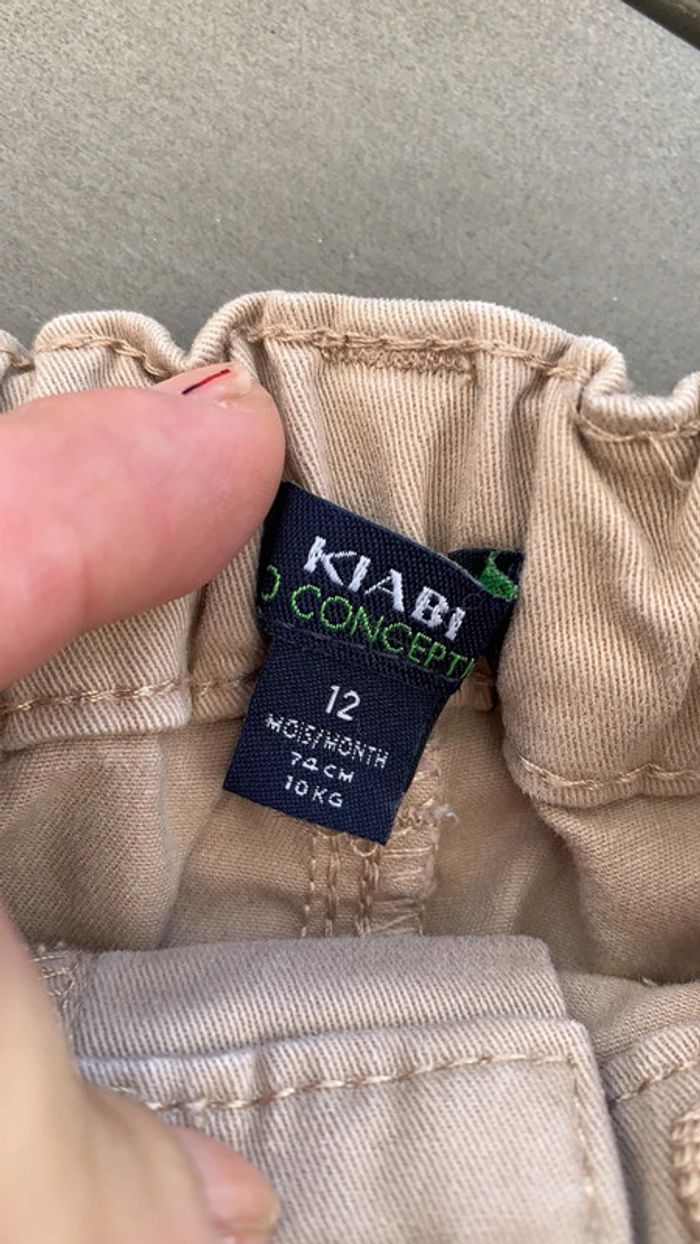 KIABI
CONCEPT
12
MOIS/MONTH
74 CM
10 KG